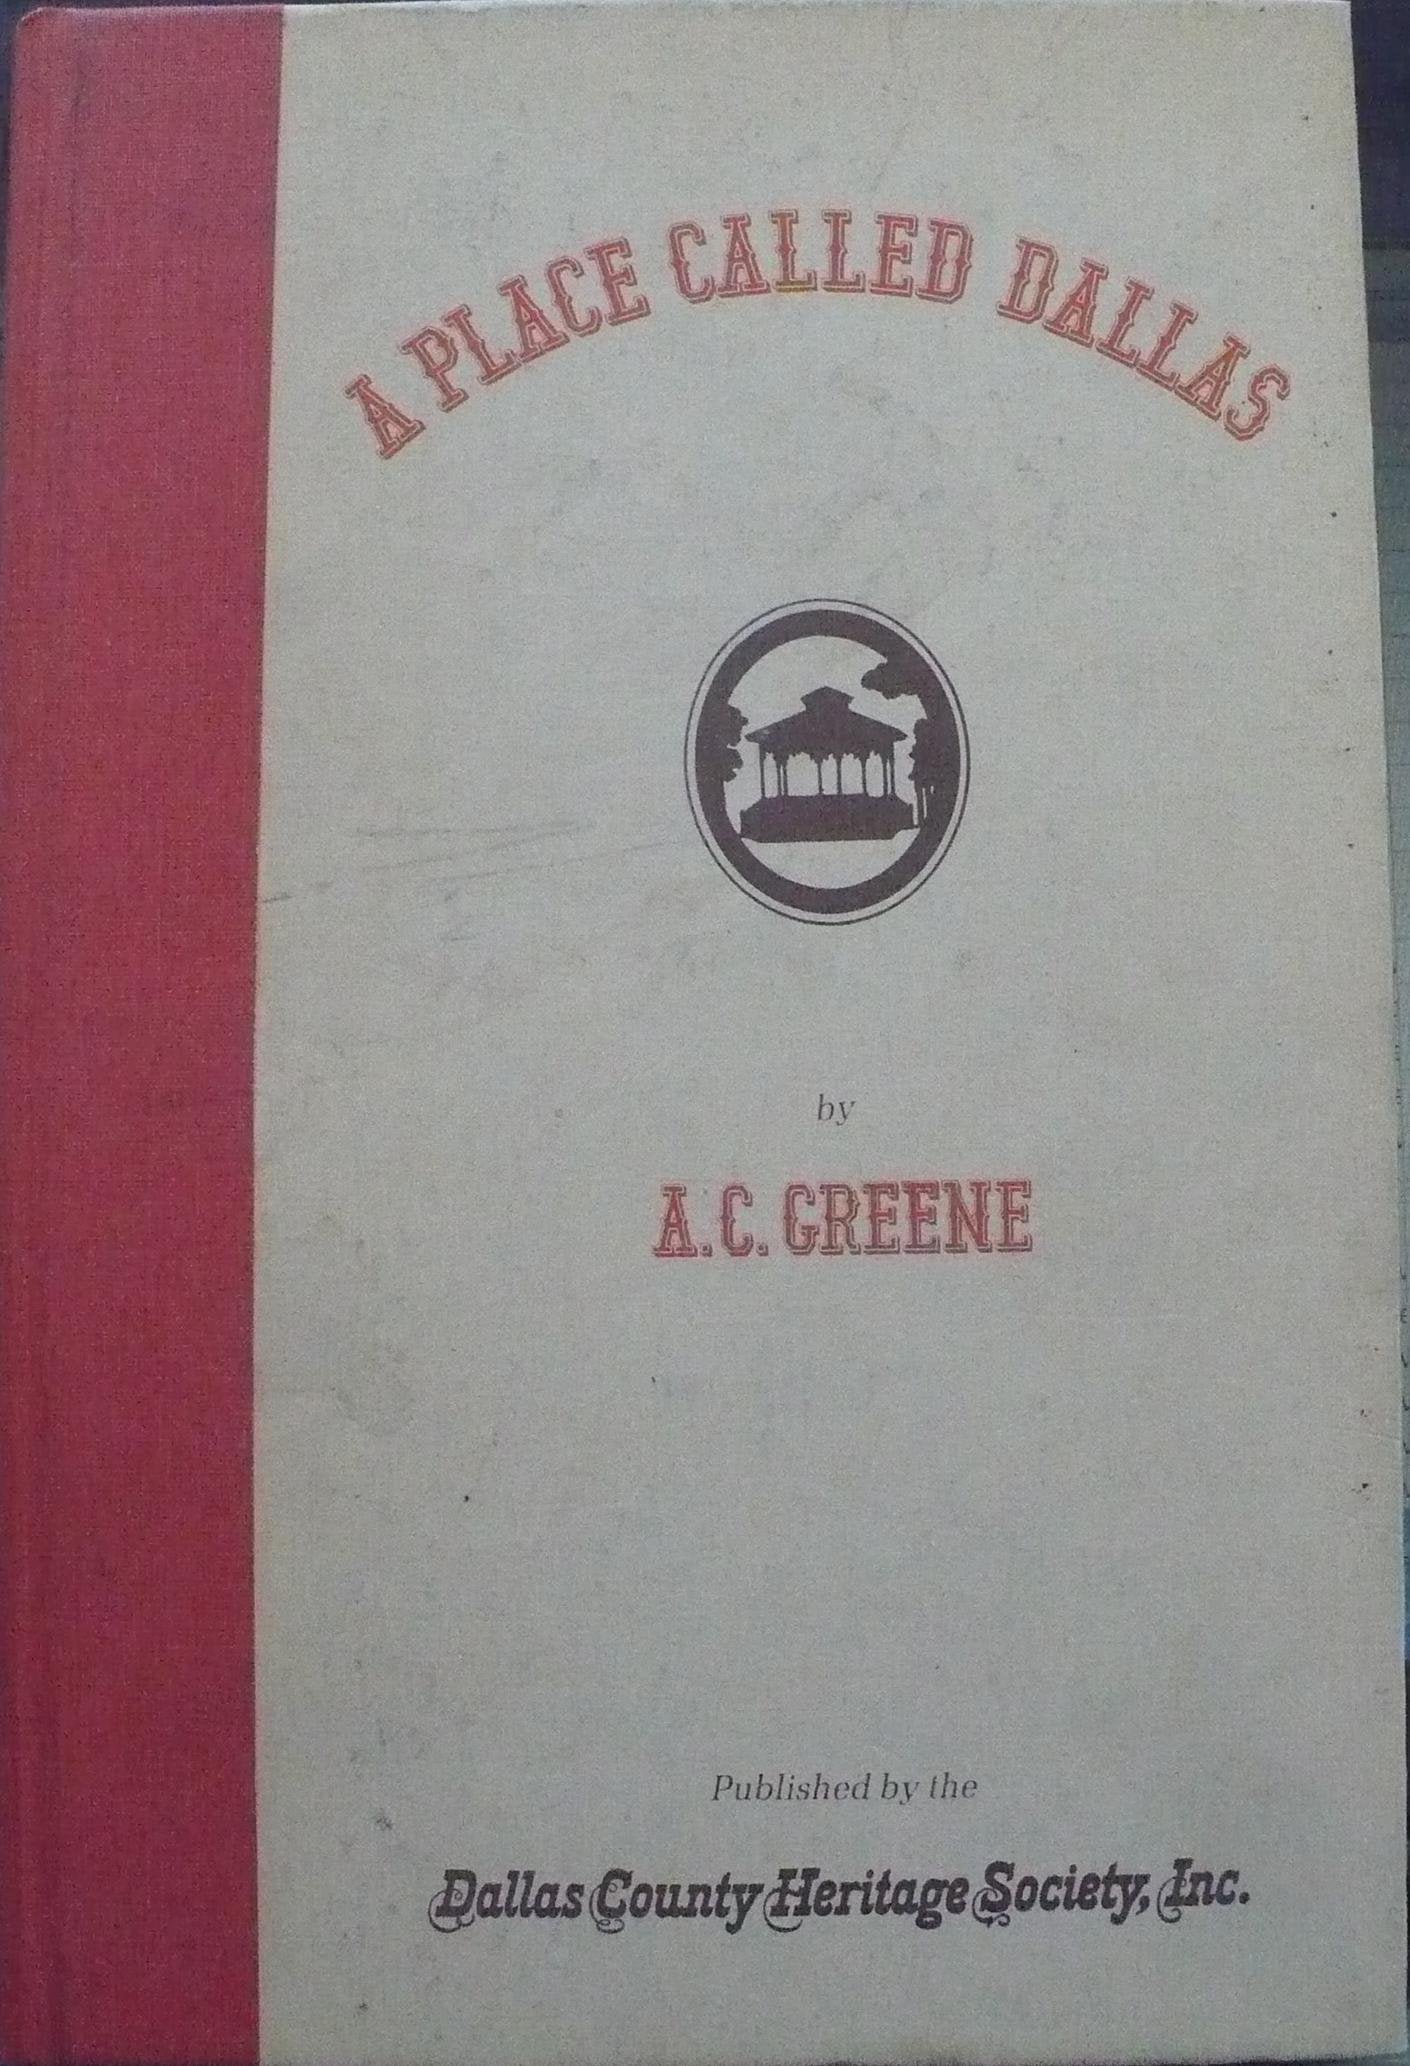 A PLACE CALLED DALLAS
by
A.C. GREENE
Published by the
Dallas County Heritage Society, Inc.